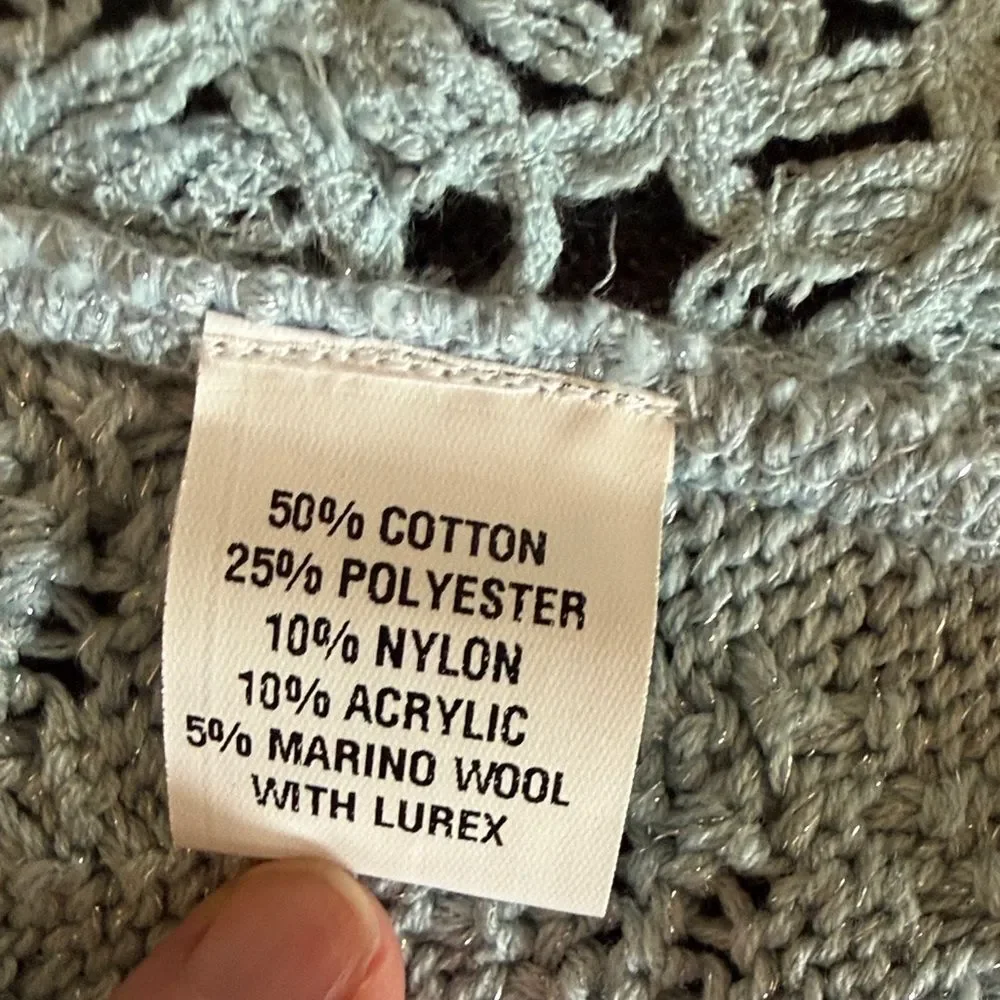 50% COTTON
25% POLYESTER
10% NYLON
10% ACRYLIC
5% MARINO WOOL
WITH LUREX